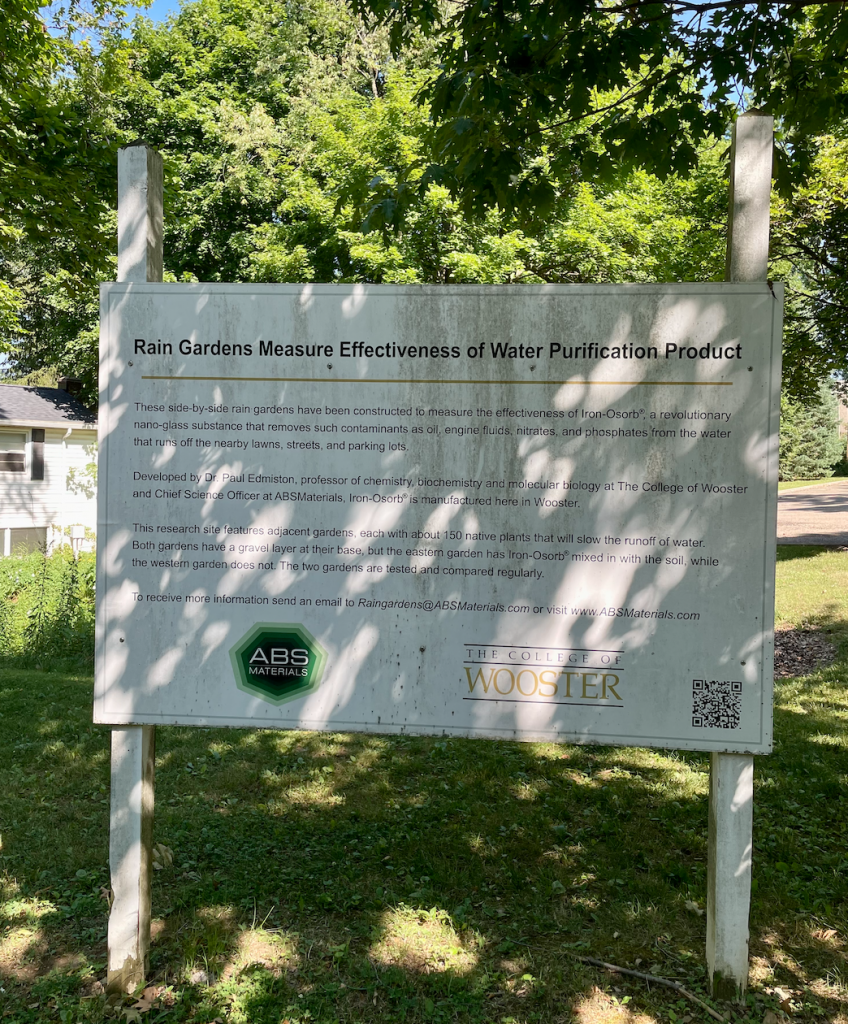 Rain Gardens Measure Effectiveness of Water Purification Product
These side-by-side rain gardens have been constructed to measure the effectiveness of Iron-Osorb®, a revolutionary
nano-glass substance that removes such contaminants as oil, engine fluids, nitrates, and phosphates from the water
that runs off the nearby lawns, streets, and parking lots.
Developed by Dr. Paul Edmiston, professor of chemistry, biochemistry and molecular biology at The College of Wooster
and Chief Science Officer at ABSMaterials, Iron-Osorb® is manufactured here in Wooster.
This research site features adjacent gardens, each with about 150 native plants that will slow the runoff of water.
Both gardens have a gravel layer at their base, but the eastern garden has Iron-Osorb® mixed in with the soil, while
the western garden does not. The two gardens are tested and compared regularly.
To receive more information send an email to Raingardens@ABSMaterials.com or visit www.ABSMaterials.com
ABS
MATERIALS
THE COLLEGE OF
WOOSTER